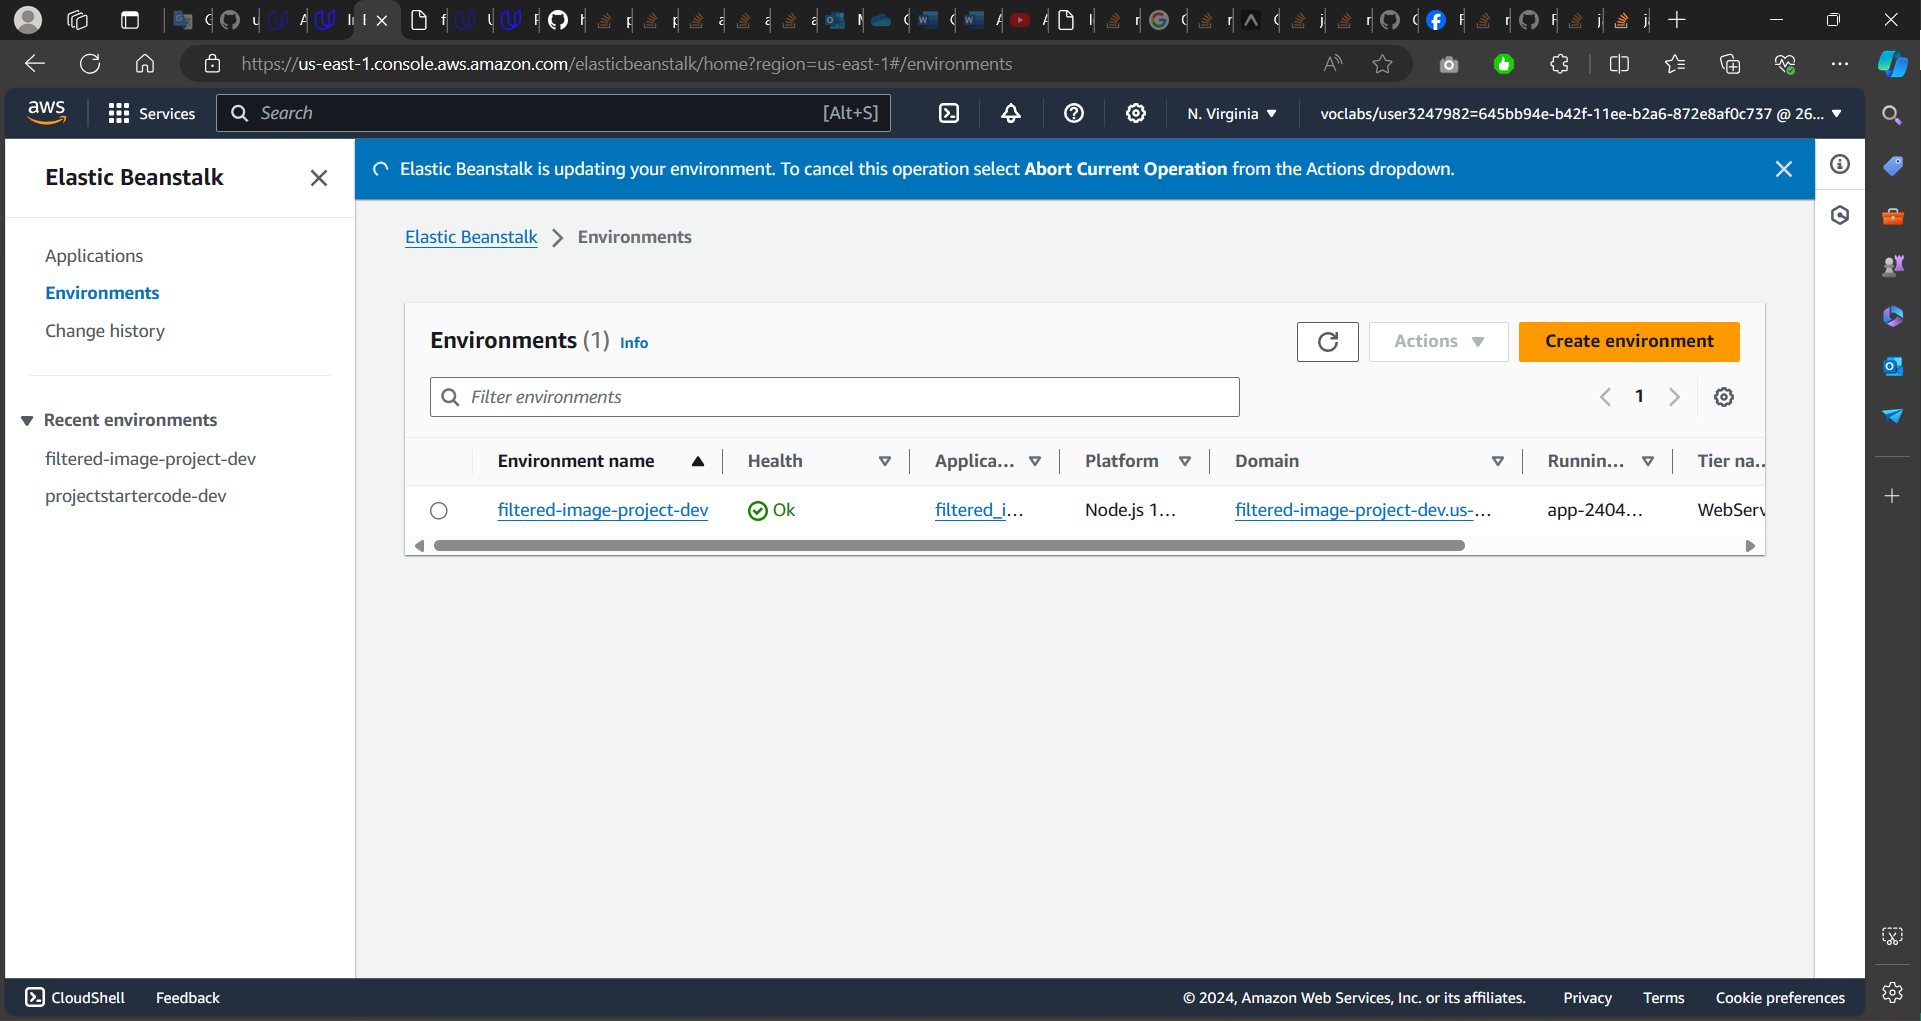 https://us-east-1.console.aws.amazon.com/elasticbeanstalk/home?region=us-east-1#/environments
aws
Services
Search
[Alt+S]
N. Virginia
voclabs/user3247982=645bb94e-b42f-11ee-b2a6-872e8af0c737 @ 26...
Elastic Beanstalk
Elastic Beanstalk is updating your environment. To cancel this operation select Abort Current Operation from the Actions dropdown.
Applications
Environments
Change history
Recent environments
filtered-image-project-dev
projectstartercode-dev
Elastic Beanstalk > Environments
Environments (1) Info
Actions
Create environment
Filter environments
1
Environment name Health Applica... Platform Domain Runnin... Tier na...
filtered-image-project-dev Ok filtered_i... Node.js 1... filtered-image-project-dev.us-... app-2404... WebServ
CloudShell Feedback © 2024, Amazon Web Services, Inc. or its affiliates. Privacy Terms Cookie preferences